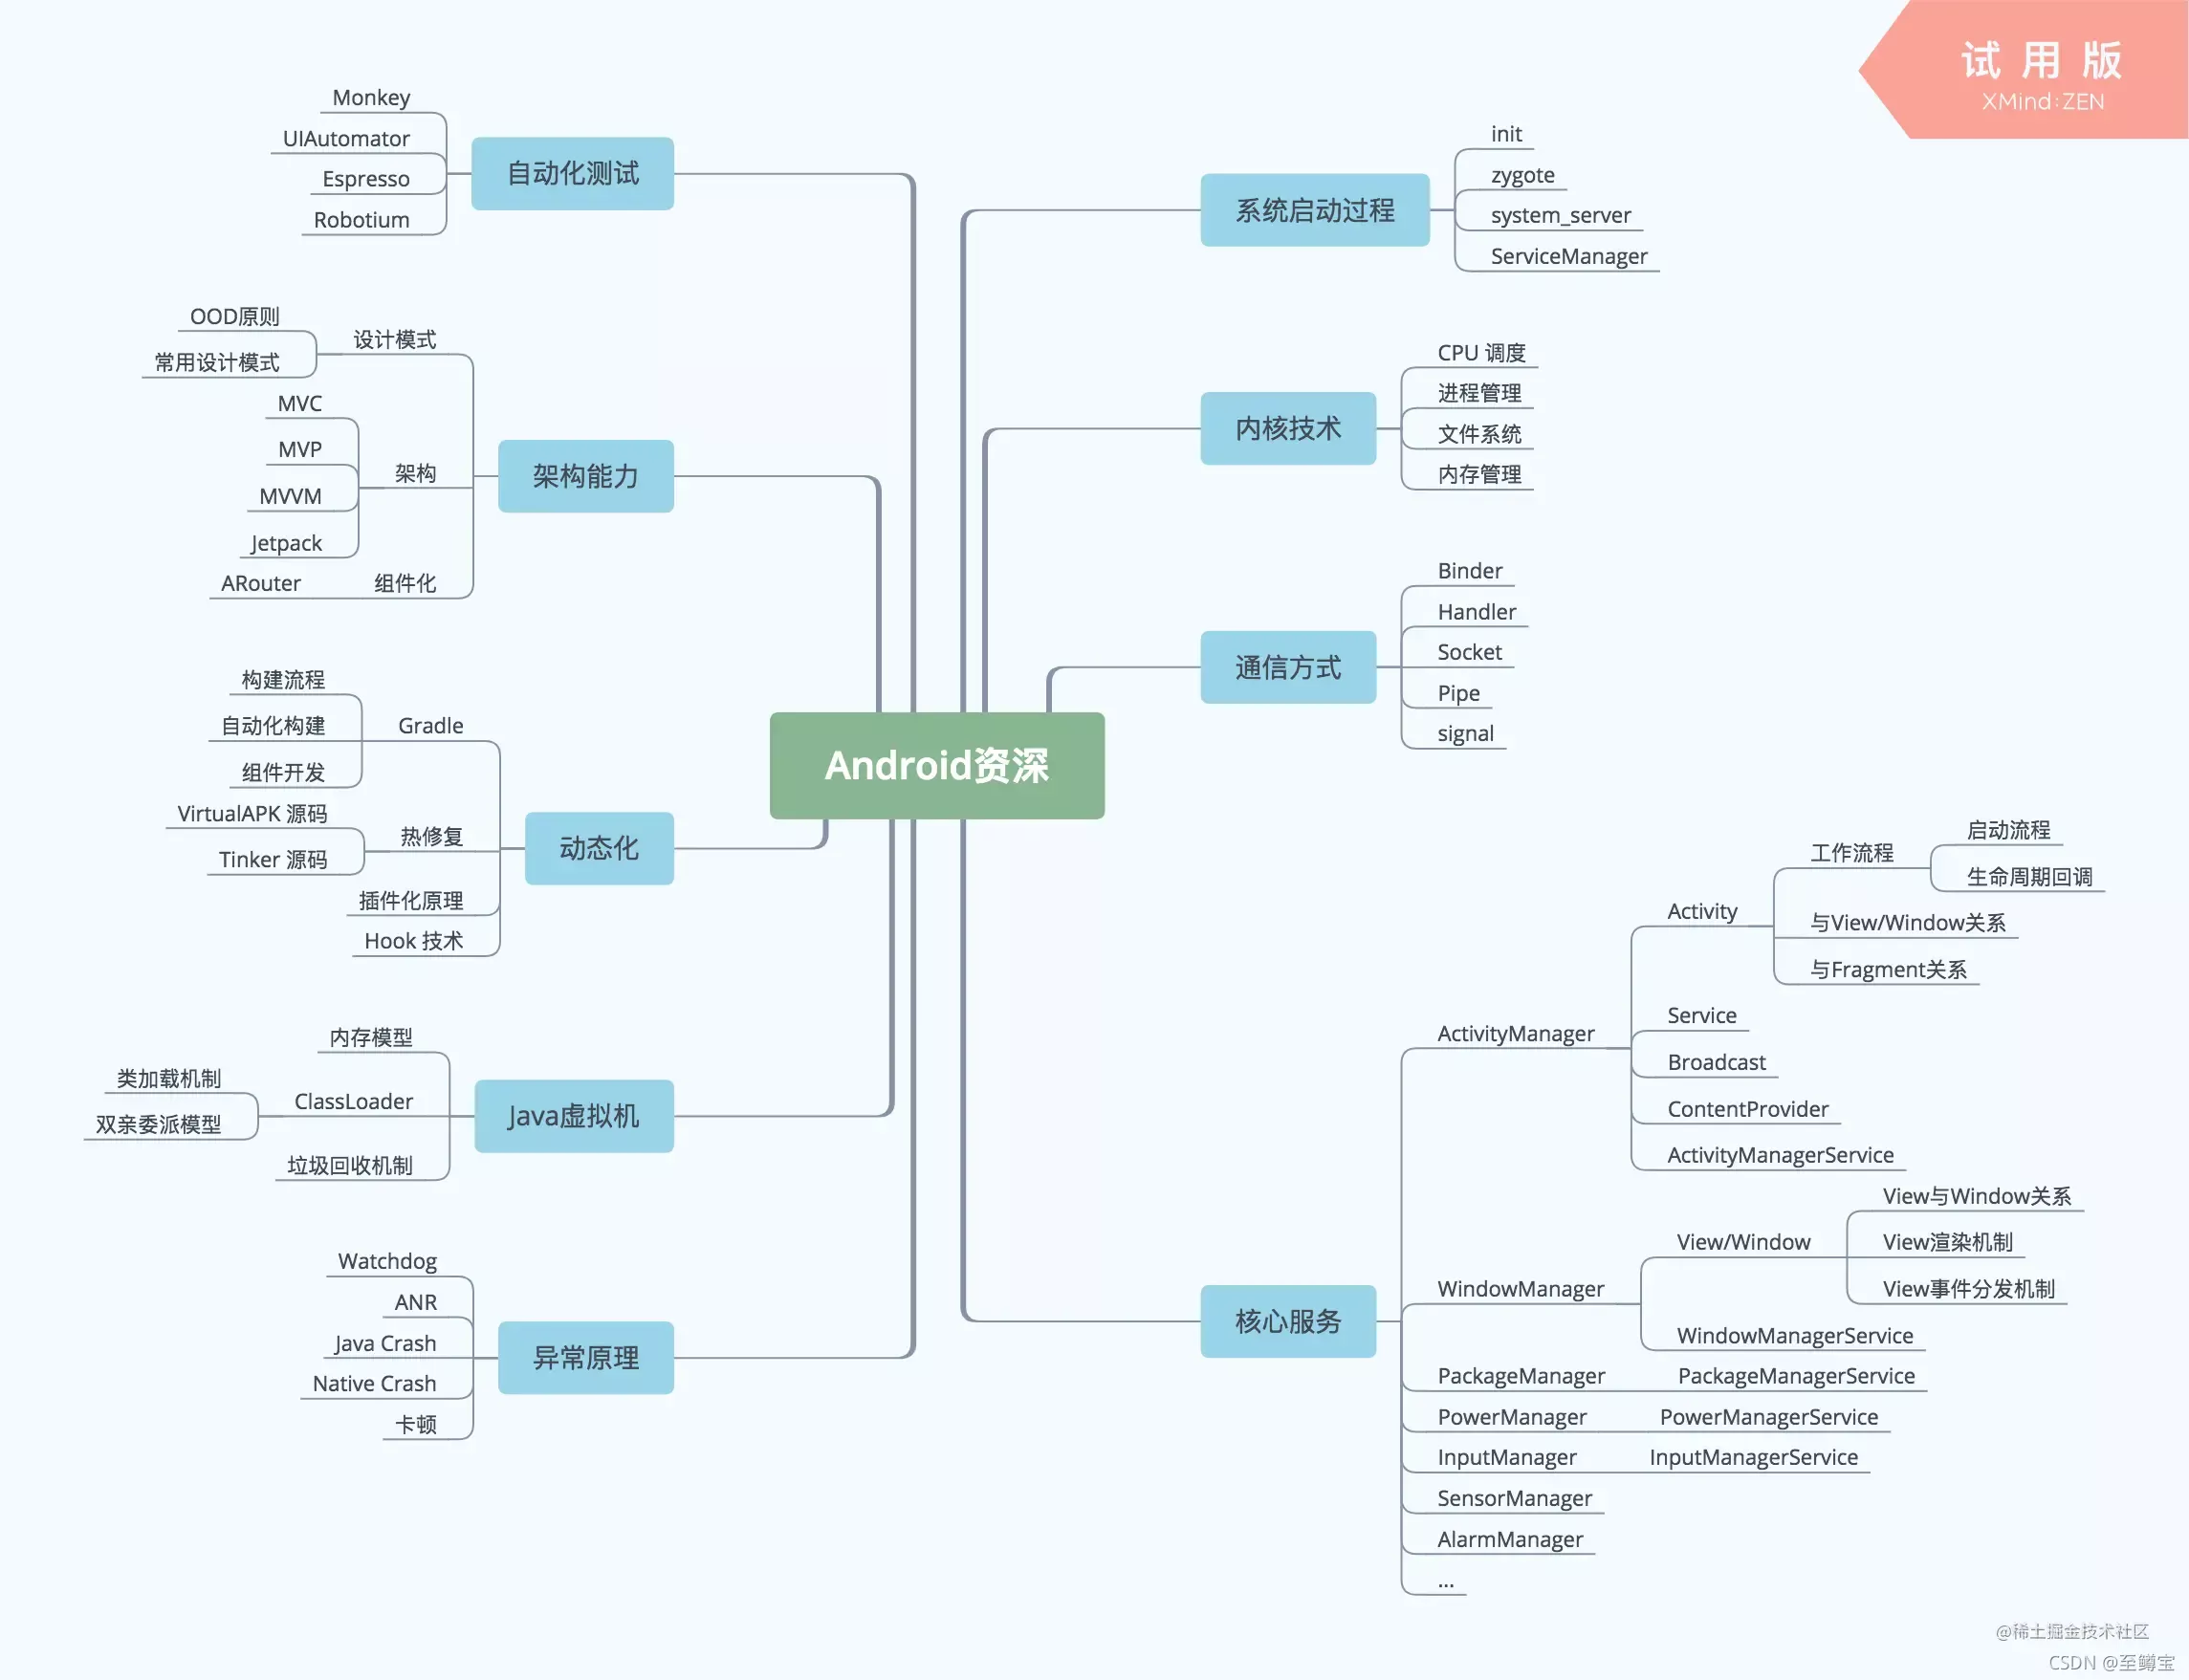 试用版
XMind:ZEN
Android资深
系统启动过程
init
zygote
system_server
ServiceManager
内核技术
CPU 调度
进程管理
文件系统
内存管理
通信方式
Binder
Handler
Socket
Pipe
signal
核心服务
ActivityManager
Activity
工作流程
启动流程
生命周期回调
与View/Window关系
与Fragment关系
Service
Broadcast
ContentProvider
ActivityManagerService
WindowManager
View/Window
View与Window关系
View渲染机制
View事件分发机制
WindowManagerService
PackageManager
PackageManagerService
PowerManager
PowerManagerService
InputManager
InputManagerService
SensorManager
AlarmManager
...
自动化测试
Monkey
UIAutomator
Espresso
Robotium
架构能力
设计模式
OOD原则
常用设计模式
架构
MVC
MVP
MVVM
Jetpack
组件化
ARouter
动态化
Gradle
构建流程
自动化构建
组件开发
热修复
VirtualAPK 源码
Tinker 源码
插件化原理
Hook 技术
Java虚拟机
内存模型
ClassLoader
类加载机制
双亲委派模型
垃圾回收机制
异常原理
Watchdog
ANR
Java Crash
Native Crash
卡顿
@稀土掘金技术社区
CSDN @至鳟宝